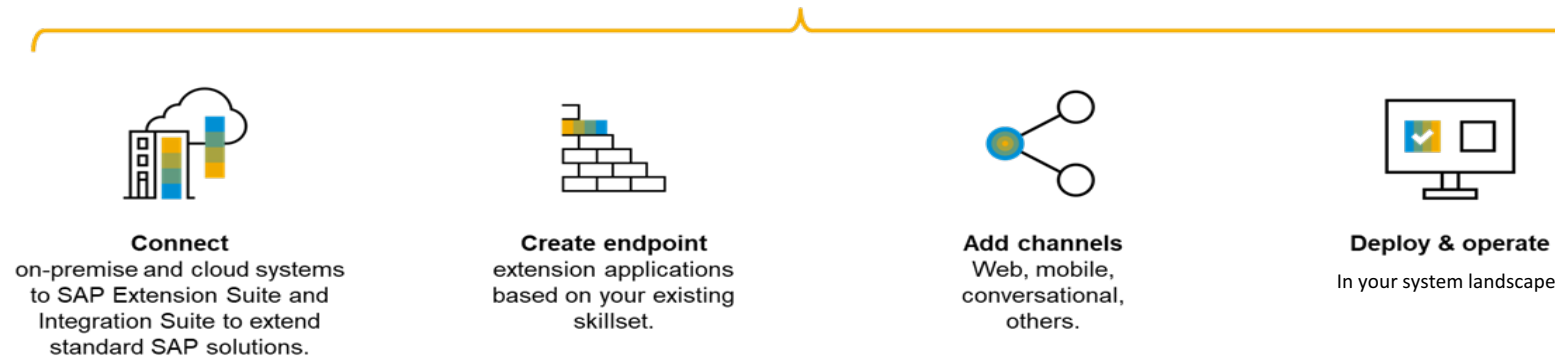 Connect
on-premise and cloud systems
to SAP Extension Suite and
Integration Suite to extend
standard SAP solutions.
Create endpoint
extension applications
based on your existing
skillset.
Add channels
Web, mobile,
conversational,
others.
Deploy & operate
In your system landscape